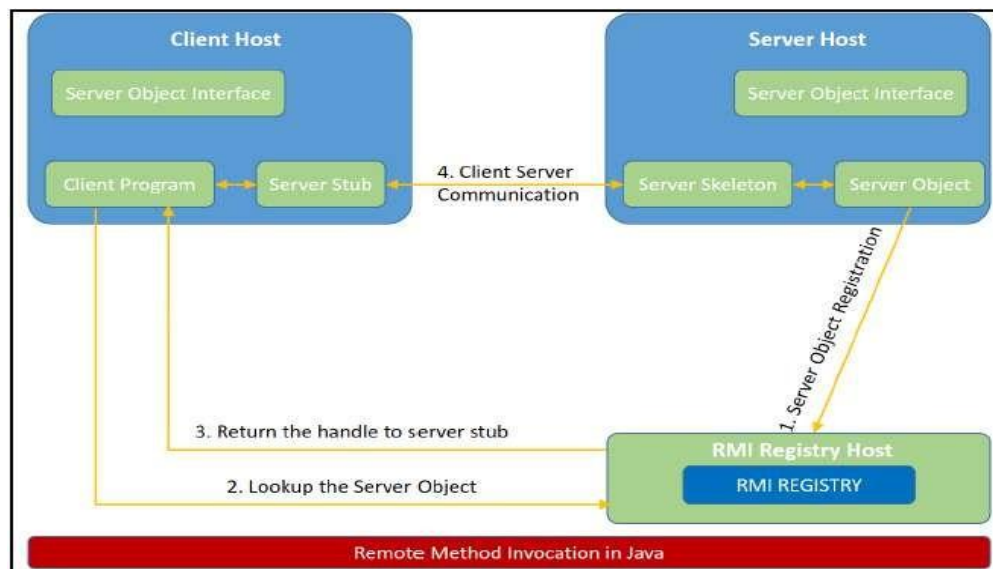 Client Host
Server Host
Server Object Interface
Server Object Interface
Client Program
Server Stub
4. Client Server
Communication
Server Skeleton
Server Object
1. Server Object Registration
3. Return the handle to server stub
2. Lookup the Server Object
RMI Registry Host
RMI REGISTRY
Remote Method Invocation in Java